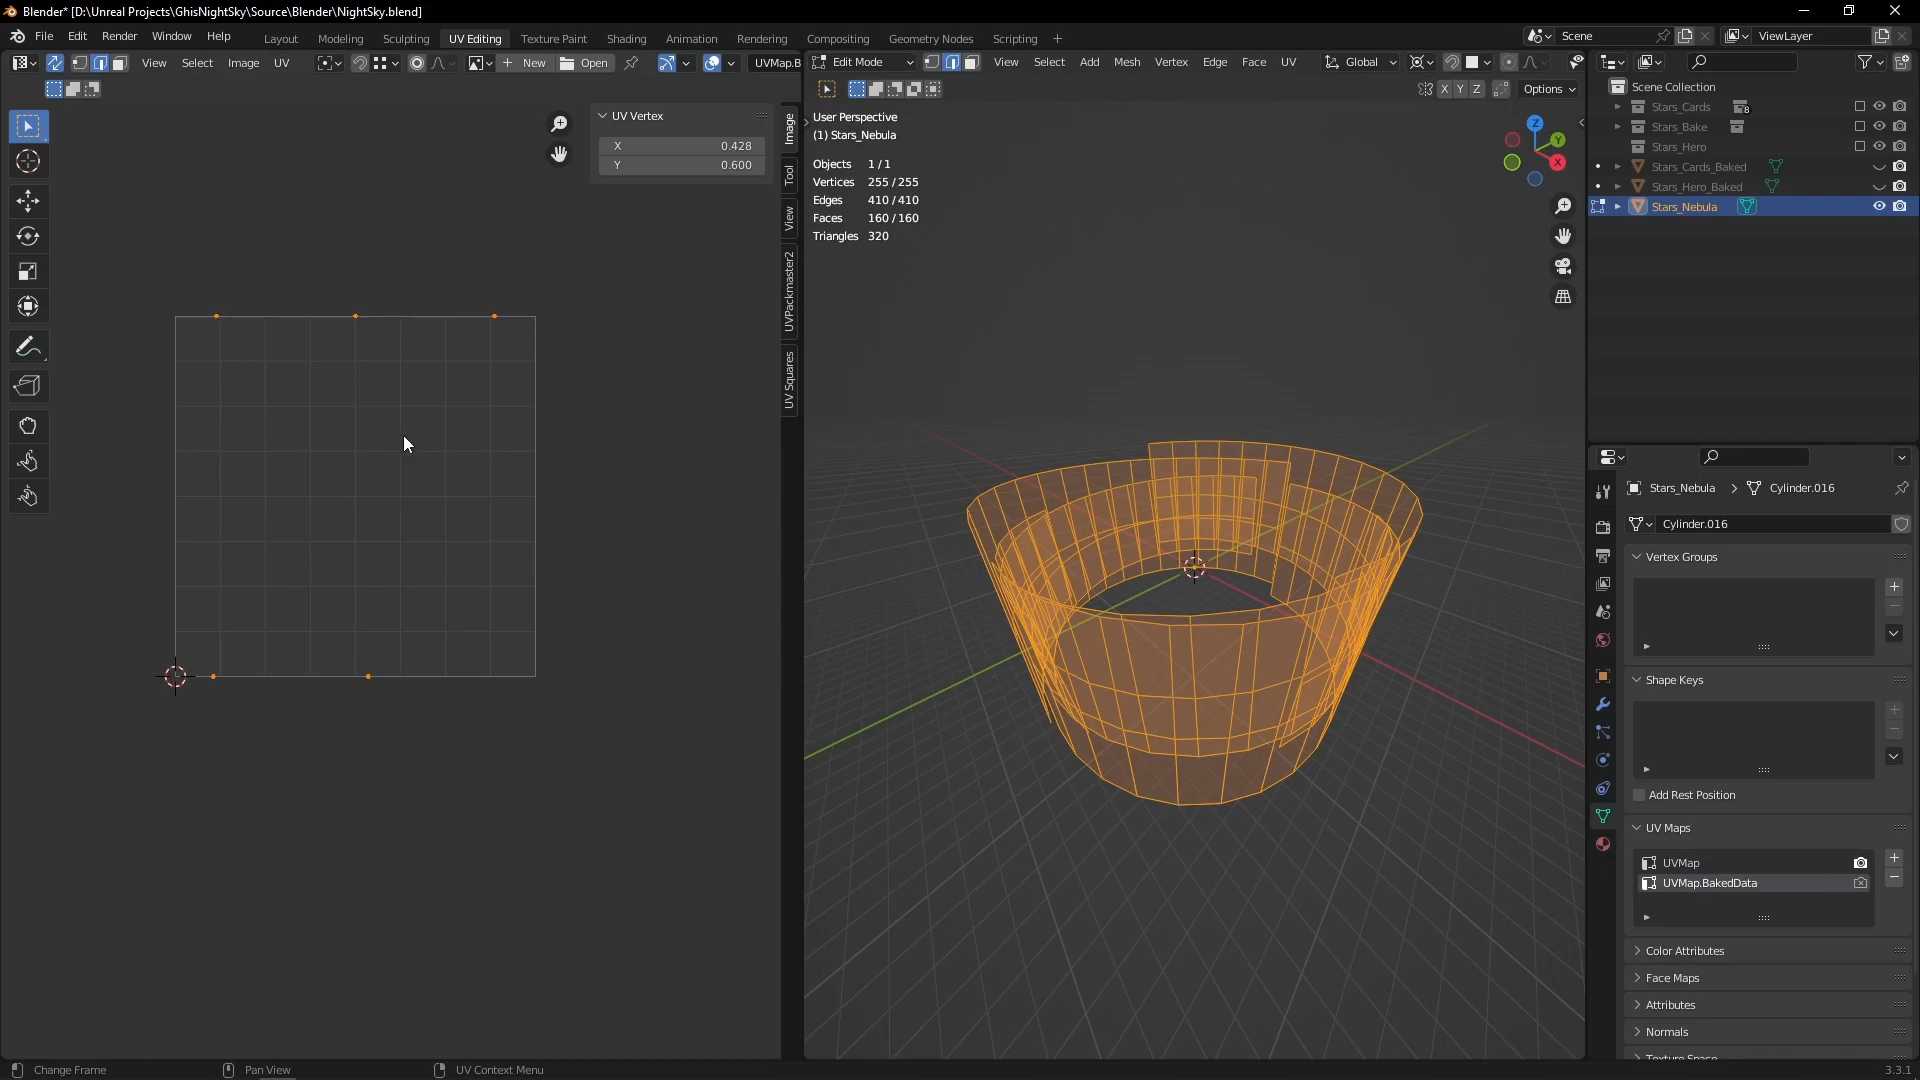 Blender* [D:\Unreal Projects\GhisNightSky\Source\Blender\NightSky.blend]
File Edit Render Window Help Layout Modeling Sculpting UV Editing Texture Paint Shading Animation Rendering Compositing Geometry Nodes Scripting + Scene ViewLayer
View Select Image UV New Open UVMap.B
Edit Mode View Select Add Mesh Vertex Edge Face UV Global
X Y Z Options
UV Vertex
X 0.428
Y 0.600
Image
Tool
View
UVPackmaster2
UV Squares
User Perspective
(1) Stars_Nebula
Objects 1/1
Vertices 255/255
Edges 410/410
Faces 160/160
Triangles 320
Z
Y
X
Scene Collection
Stars_Cards 8
Stars_Bake
Stars_Hero
Stars_Cards_Baked
Stars_Hero_Baked
Stars_Nebula
Stars_Nebula > Cylinder.016
Cylinder.016
Vertex Groups
Shape Keys
Add Rest Position
UV Maps
UVMap
UVMap.BakedData
Color Attributes
Face Maps
Attributes
Normals
Texture Space
Change Frame Pan View UV Context Menu 3.3.1